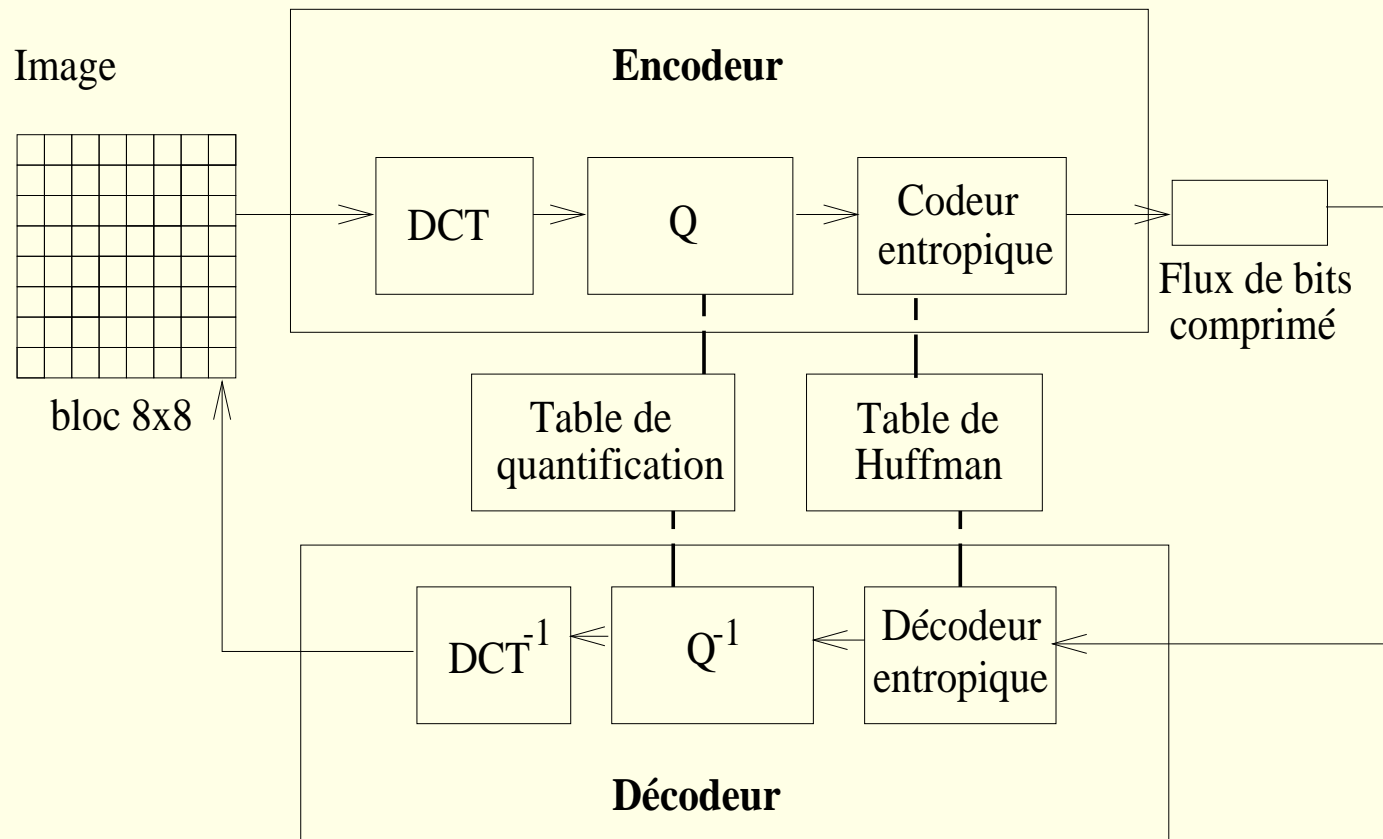 Image
Encodeur
DCT
Q
Codeur
entropique
Flux de bits
comprimé
bloc 8x8
Table de
quantification
Table de
Huffman
DCT-1
Q-1
Décodeur
entropique
Décodeur